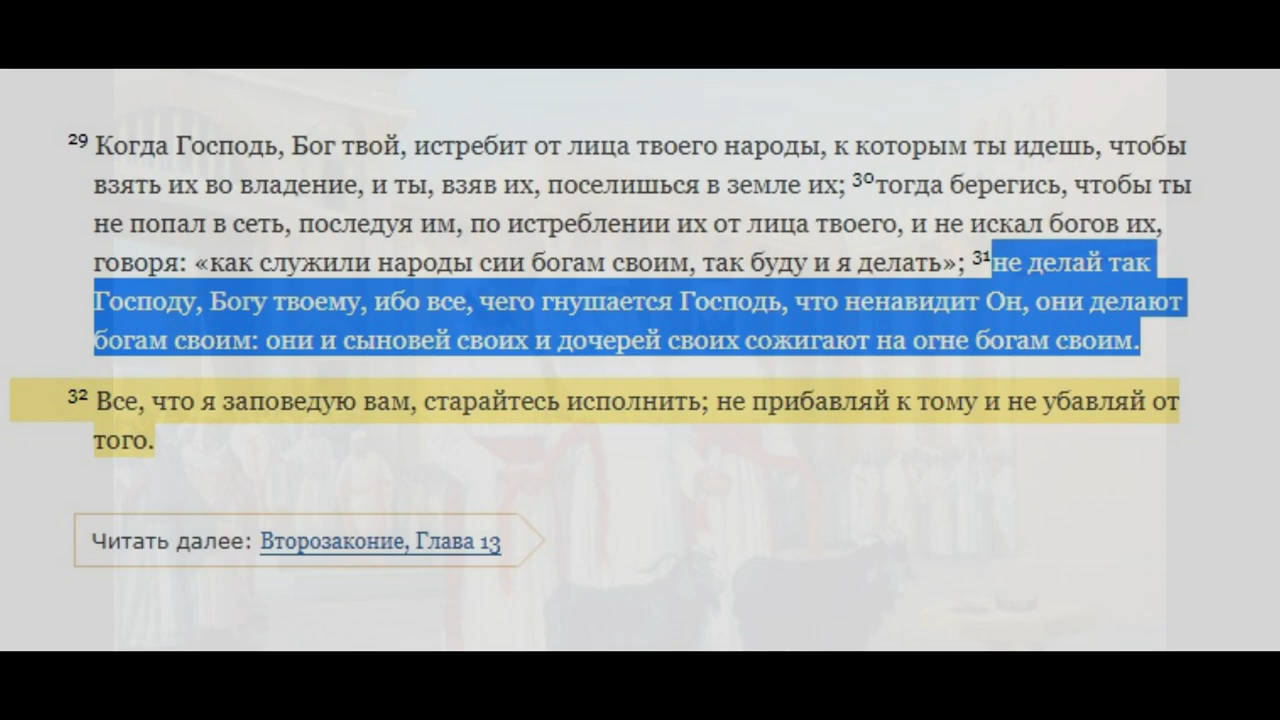 29 Когда Господь, Бог твой, истребит от лица твоего народы, к которым ты идешь, чтобы
взять их во владение, и ты, взяв их, поселишься в земле их; 30тогда берегись, чтобы ты
не попал в сеть, последуя им, по истреблении их от лица твоего, и не искал богов их,
говоря: «как служили народы сии богам своим, так буду и я делать»; 31не делай так
Господу, Богу твоему, ибо все, чего гнушается Господь, что ненавидит Он, они делают
богам своим: они и сыновей своих и дочерей своих сожигают на огне богам своим.
32 Все, что я заповедую вам, старайтесь исполнить; не прибавляй к тому и не убавляй от
того.
Читать далее: Второзаконие, Глава 13